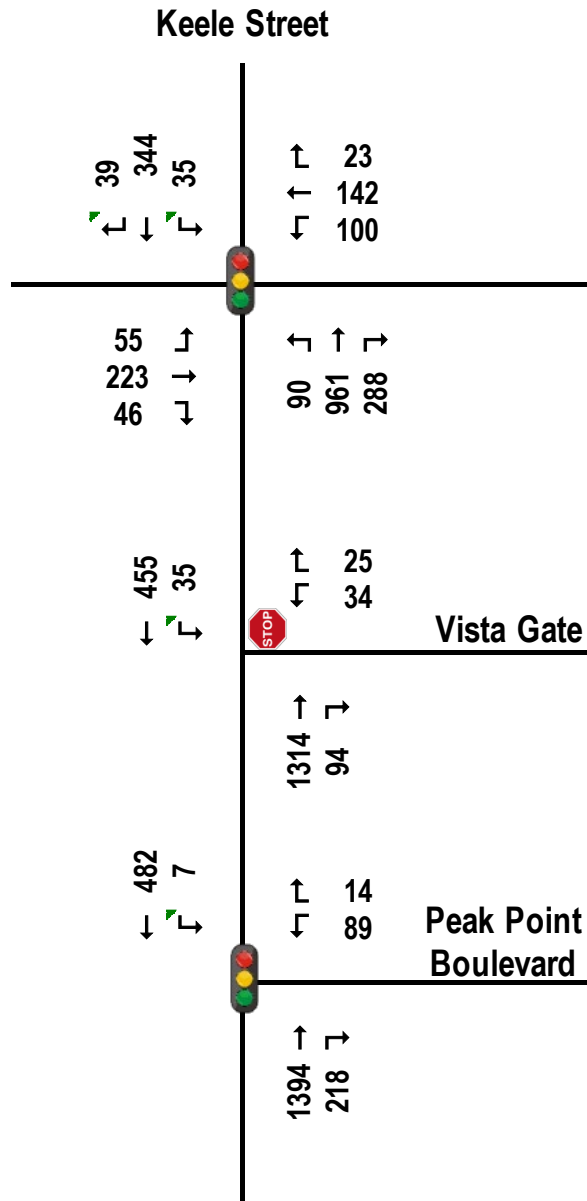 Keele Street
39 344 35
23
142
100
55
223
46
90 961 288
455 35
25
34
STOP
Vista Gate
1314 94
482 7
14
89
Peak Point
Boulevard
1394 218